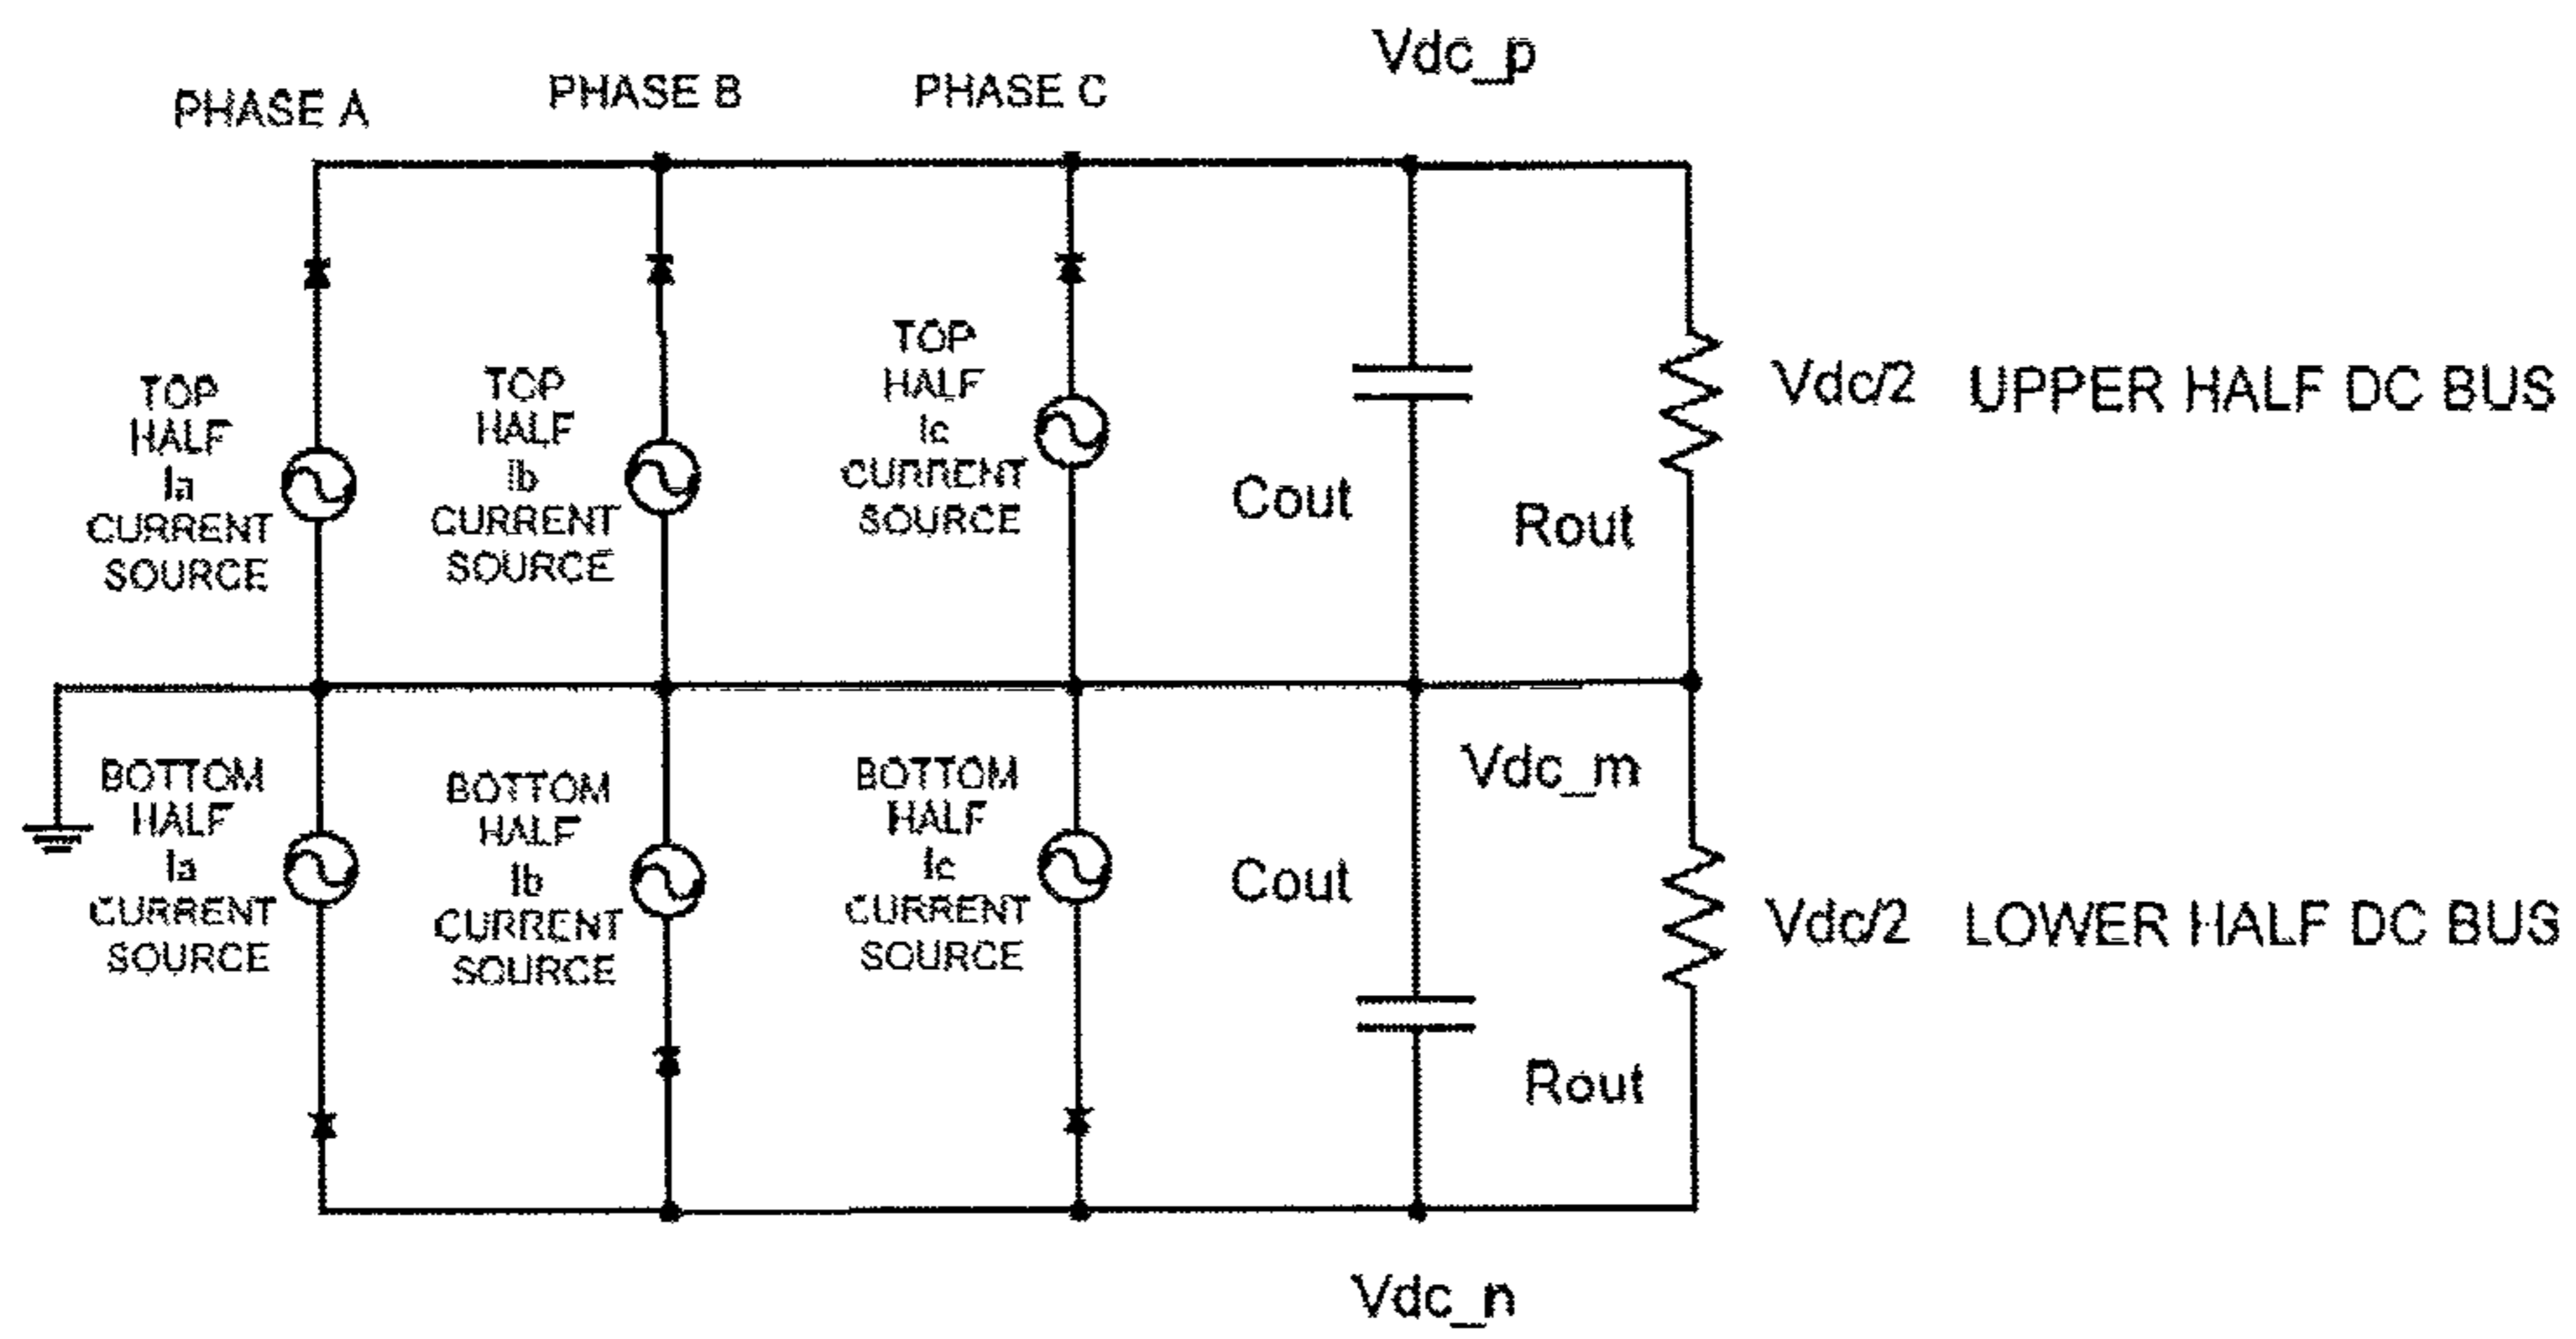 Vdc_p
PHASE A
PHASE B
PHASE C
TOP
HALF
Ia
CURRENT
SOURCE
TOP
HALF
Ib
CURRENT
SOURCE
TOP
HALF
Ic
CURRENT
SOURCE
Cout
Rout
Vdc/2 UPPER HALF DC BUS
Vdc_m
BOTTOM
HALF
Ia
CURRENT
SOURCE
BOTTOM
HALF
Ib
CURRENT
SOURCE
BOTTOM
HALF
Ic
CURRENT
SOURCE
Cout
Rout
Vdc/2 LOWER HALF DC BUS
Vdc_n